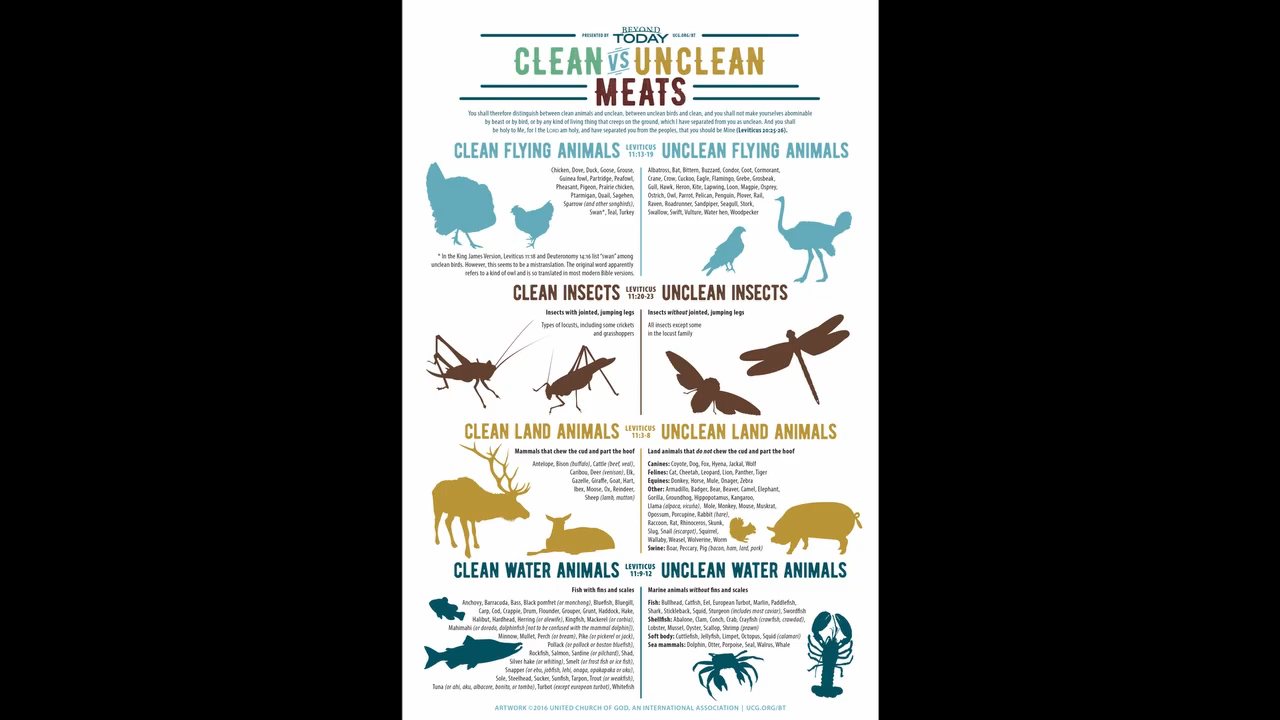 PRESENTED BY BEYOND TODAY UCG.ORG/BT
CLEAN VS UNCLEAN
MEATS
You shall therefore distinguish between clean animals and unclean, between unclean birds and clean, and you shall not make yourselves abominable
by beast or by bird, or by any kind of living thing that creeps on the ground, which I have separated from you as unclean. And you shall
be holy to Me, for I the LORD am holy, and have separated you from the peoples, that you should be Mine (Leviticus 20:25-26).
CLEAN FLYING ANIMALS
LEVITICUS
11:13-19
UNCLEAN FLYING ANIMALS
Chicken, Dove, Duck, Goose, Grouse,
Guinea fowl, Partridge, Peafowl,
Pheasant, Pigeon, Prairie chicken,
Ptarmigan, Quail, Sagehen,
Sparrow (and other songbirds),
Swan*, Teal, Turkey
* In the King James Version, Leviticus 11:18 and Deuteronomy 14:16 list "swan" among
unclean birds. However, this seems to be a mistranslation. The original word apparently
refers to a kind of owl and is so translated in most modern Bible versions.
Albatross, Bat, Bittern, Buzzard, Condor, Coot, Cormorant,
Crane, Crow, Cuckoo, Eagle, Flamingo, Grebe, Grosbeak,
Gull, Hawk, Heron, Kite, Lapwing, Loon, Magpie, Osprey,
Ostrich, Owl, Parrot, Pelican, Penguin, Plover, Rail,
Raven, Roadrunner, Sandpiper, Seagull, Stork,
Swallow, Swift, Vulture, Water hen, Woodpecker
CLEAN INSECTS
LEVITICUS
11:20-23
UNCLEAN INSECTS
Insects with jointed, jumping legs
Types of locusts, including some crickets
and grasshoppers
Insects without jointed, jumping legs
All insects except some
in the locust family
CLEAN LAND ANIMALS
LEVITICUS
11:3-8
UNCLEAN LAND ANIMALS
Mammals that chew the cud and part the hoof
Antelope, Bison (buffalo), Cattle (beef, veal),
Caribou, Deer (venison), Elk,
Gazelle, Giraffe, Goat, Hart,
Ibex, Moose, Ox, Reindeer,
Sheep (lamb, mutton)
Land animals that do not chew the cud and part the hoof
Canines: Coyote, Dog, Fox, Hyena, Jackal, Wolf
Felines: Cat, Cheetah, Leopard, Lion, Panther, Tiger
Equines: Donkey, Horse, Mule, Onager, Zebra
Other: Armadillo, Badger, Bear, Beaver, Camel, Elephant,
Gorilla, Groundhog, Hippopotamus, Kangaroo,
Llama (alpaca, vicuña), Mole, Monkey, Mouse, Muskrat,
Opossum, Porcupine, Rabbit (hare),
Raccoon, Rat, Rhinoceros, Skunk,
Slug, Snail (escargot), Squirrel,
Wallaby, Weasel, Wolverine, Worm
Swine: Boar, Peccary, Pig (bacon, ham, lard, pork)
CLEAN WATER ANIMALS
LEVITICUS
11:9-12
UNCLEAN WATER ANIMALS
Fish with fins and scales
Anchovy, Barracuda, Bass, Black pomfret (or monchong), Bluefish, Bluegill,
Carp, Cod, Crappie, Drum, Flounder, Grouper, Grunt, Haddock, Hake,
Halibut, Hardhead, Herring (or alewife), Kingfish, Mackerel (or corbia),
Mahimahi (or dorado, dolphinfish [not to be confused with the mammal dolphin]),
Minnow, Mullet, Perch (or bream), Pike (or pickerel or jack),
Pollack (or pollock or boston bluefish),
Rockfish, Salmon, Sardine (or pilchard), Shad,
Silver hake (or whiting), Smelt (or frost fish or ice fish),
Snapper (or ebu, jobfish, lehi, onaga, opakapaka or uku),
Sole, Steelhead, Sucker, Sunfish, Tarpon, Trout (or weakfish),
Tuna (or ahi, aku, albacore, bonito, or tombo), Turbot (except european turbot), Whitefish
Marine animals without fins and scales
Fish: Bullhead, Catfish, Eel, European Turbot, Marlin, Paddlefish,
Shark, Stickleback, Squid, Sturgeon (includes most caviar), Swordfish
Shellfish: Abalone, Clam, Conch, Crab, Crayfish (crawfish, crawdad),
Lobster, Mussel, Oyster, Scallop, Shrimp (prawn)
Soft body: Cuttlefish, Jellyfish, Limpet, Octopus, Squid (calamari)
Sea mammals: Dolphin, Otter, Porpoise, Seal, Walrus, Whale
ARTWORK ©2016 UNITED CHURCH OF GOD, AN INTERNATIONAL ASSOCIATION | UCG.ORG/BT